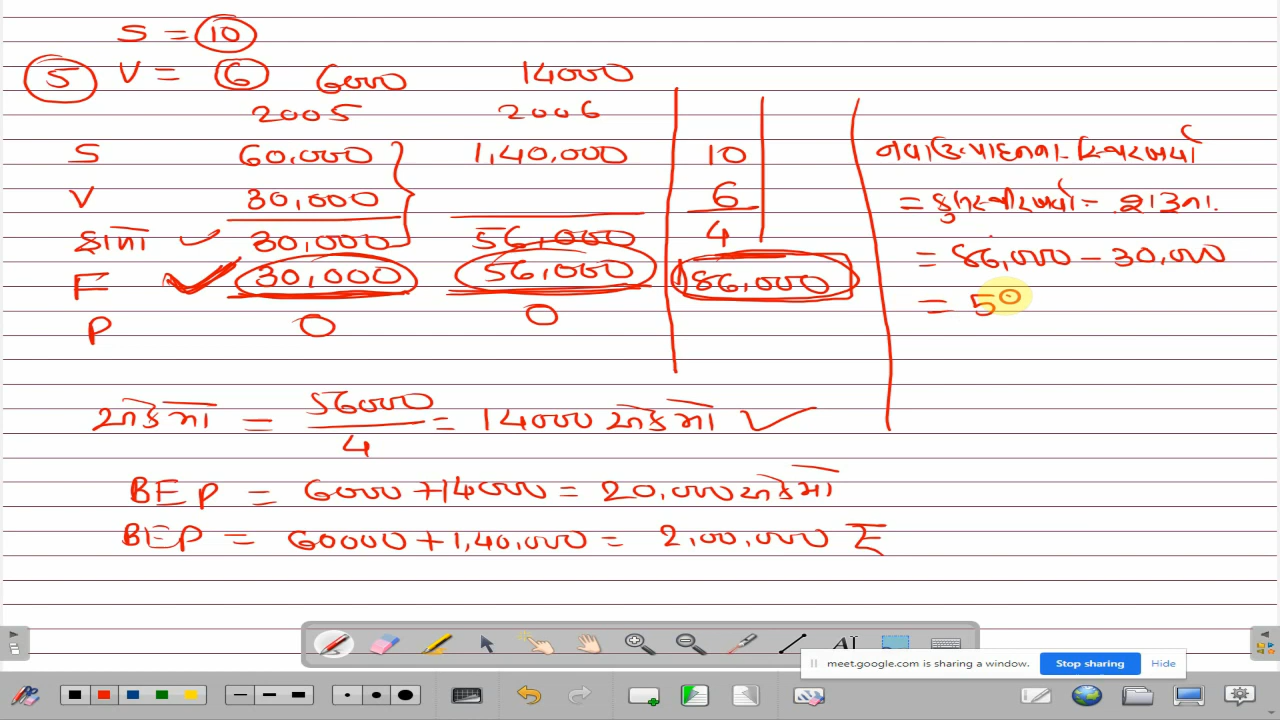 S = 10
5 V = 6 6000 14000
2005 2006
S 60,000 1,40,000 10
V 30,000 6
ફાળો 30,000 56,000 4
F 30,000 56,000 86,000
P 0 0
નવા ઉત્પાદનના સ્થિર ખર્ચા
= કુલ સ્થીર ખર્ચા - શરૂના.
= 86,000 - 30,000
= 50
એકમો = 56000 / 4 = 14000 એકમો
BEP = 6000 + 14000 = 20,000 એકમો
BEP = 60000 + 1,40,000 = 2,00,000 ₹
meet.google.com is sharing a window. Stop sharing Hide